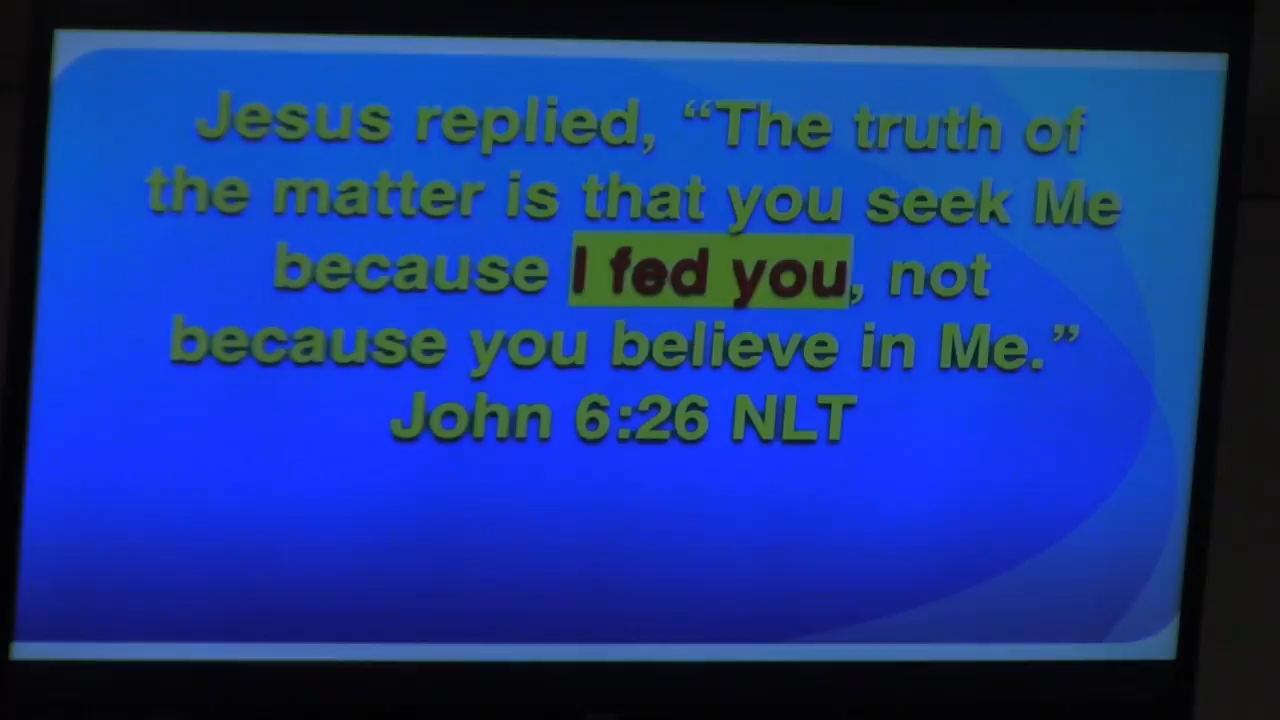 Jesus replied, “The truth of
the matter is that you seek Me
because I fed you, not
because you believe in Me.”
John 6:26 NLT